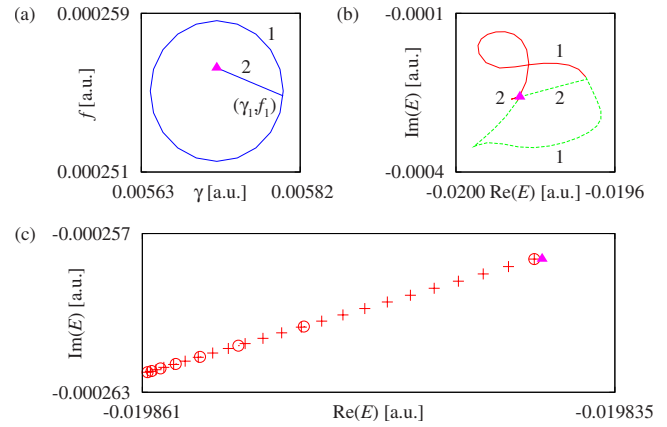 (a)
0.000259
1
2
(γ₁,f₁)
f [a.u.]
0.000251
0.00563
γ [a.u.]
0.00582
(b)
-0.0001
1
2
2
1
Im(E) [a.u.]
-0.0004
-0.0200
Re(E) [a.u.]
-0.0196
(c)
-0.000257
Im(E) [a.u.]
-0.000263
-0.019861
Re(E) [a.u.]
-0.019835